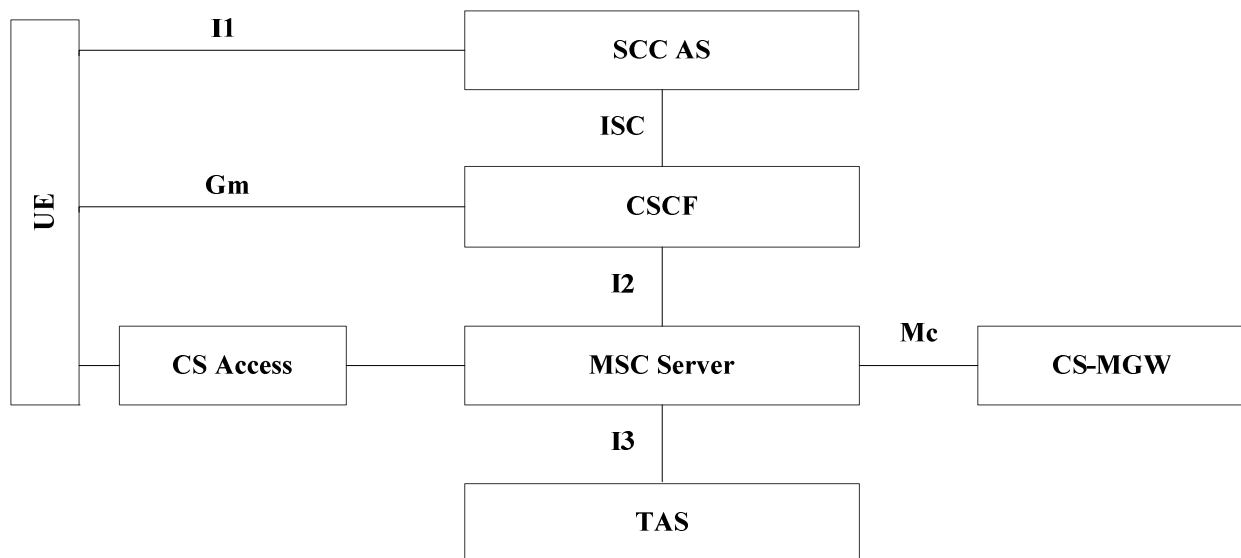 I1
SCC AS
ISC
UE
Gm
CSCF
I2
CS Access
MSC Server
Mc
CS-MGW
I3
TAS